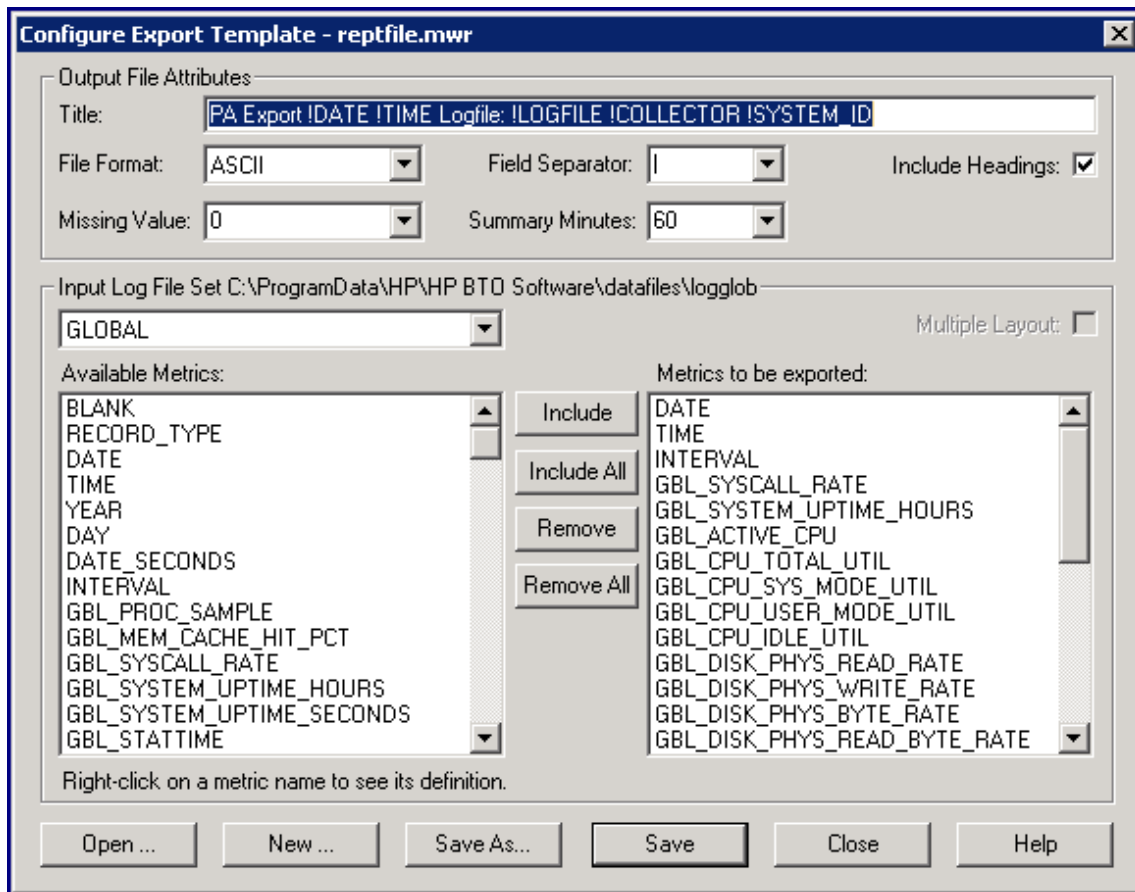 Configure Export Template - reptfile.mwr
Output File Attributes
Title: PA Export !DATE !TIME Logfile: !LOGFILE !COLLECTOR !SYSTEM_ID
File Format: ASCII Field Separator: | Include Headings:
Missing Value: 0 Summary Minutes: 60
Input Log File Set C:\ProgramData\HP\HP BTO Software\datafiles\logglob
GLOBAL Multiple Layout:
Available Metrics:
BLANK
RECORD_TYPE
DATE
TIME
YEAR
DAY
DATE_SECONDS
INTERVAL
GBL_PROC_SAMPLE
GBL_MEM_CACHE_HIT_PCT
GBL_SYSCALL_RATE
GBL_SYSTEM_UPTIME_HOURS
GBL_SYSTEM_UPTIME_SECONDS
GBL_STATTIME
Include
Include All
Remove
Remove All
Metrics to be exported:
DATE
TIME
INTERVAL
GBL_SYSCALL_RATE
GBL_SYSTEM_UPTIME_HOURS
GBL_ACTIVE_CPU
GBL_CPU_TOTAL_UTIL
GBL_CPU_SYS_MODE_UTIL
GBL_CPU_USER_MODE_UTIL
GBL_CPU_IDLE_UTIL
GBL_DISK_PHYS_READ_RATE
GBL_DISK_PHYS_WRITE_RATE
GBL_DISK_PHYS_BYTE_RATE
GBL_DISK_PHYS_READ_BYTE_RATE
Right-click on a metric name to see its definition.
Open ... New ... Save As... Save Close Help